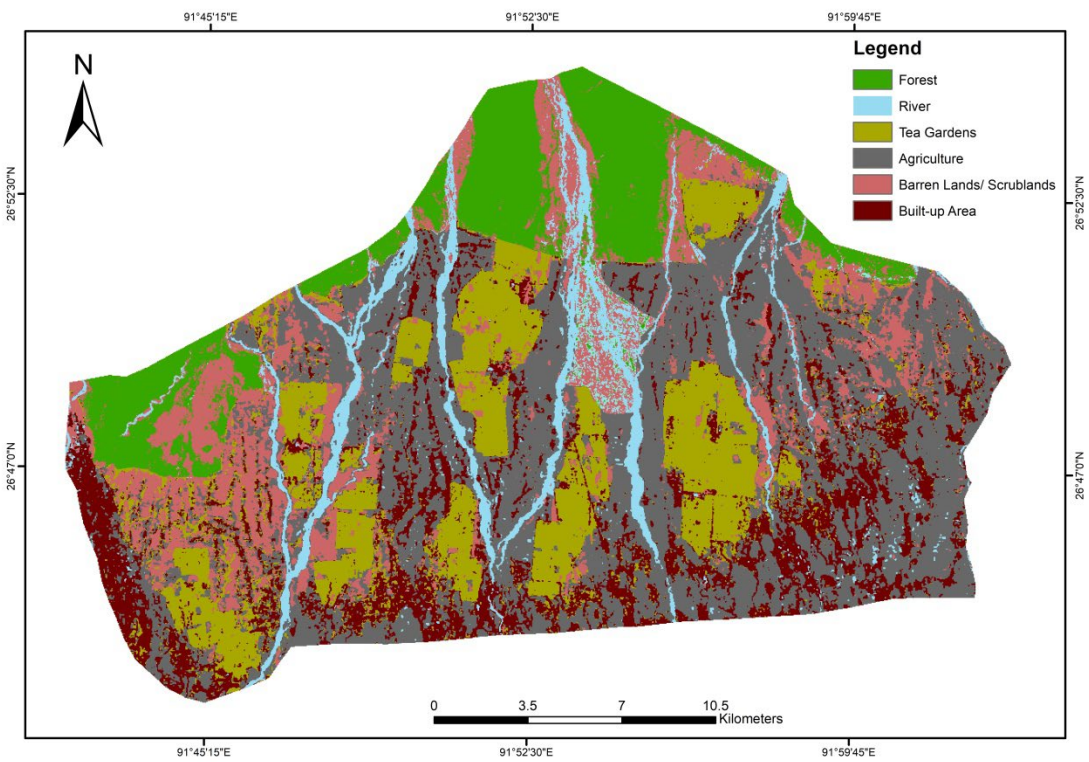 91°45'15"E 91°52'30"E 91°59'45"E
N
Legend
Forest
River
Tea Gardens
Agriculture
Barren Lands/ Scrublands
Built-up Area
26°52'30"N 26°52'30"N
26°47'0"N 26°47'0"N
0 3.5 7 10.5
Kilometers
91°45'15"E 91°52'30"E 91°59'45"E